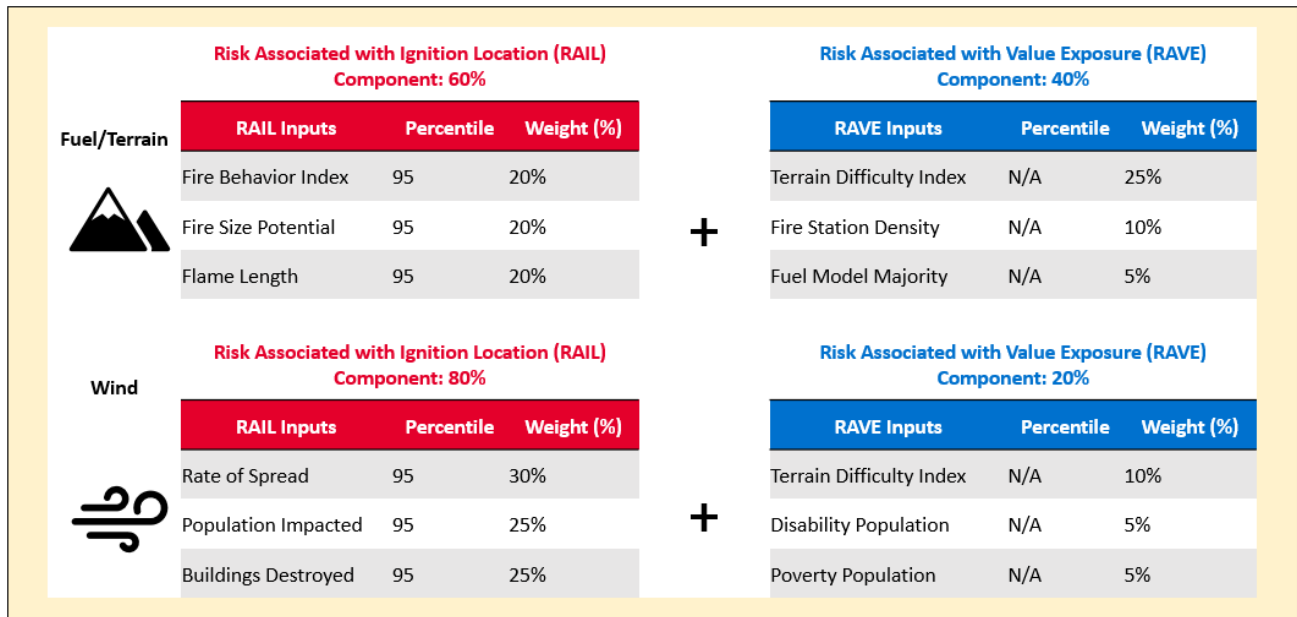 Risk Associated with Ignition Location (RAIL)
Component: 60%
Risk Associated with Value Exposure (RAVE)
Component: 40%
Fuel/Terrain
RAIL Inputs Percentile Weight (%)
Fire Behavior Index 95 20%
Fire Size Potential 95 20%
Flame Length 95 20%
+
RAVE Inputs Percentile Weight (%)
Terrain Difficulty Index N/A 25%
Fire Station Density N/A 10%
Fuel Model Majority N/A 5%
Risk Associated with Ignition Location (RAIL)
Component: 80%
Risk Associated with Value Exposure (RAVE)
Component: 20%
Wind
RAIL Inputs Percentile Weight (%)
Rate of Spread 95 30%
Population Impacted 95 25%
Buildings Destroyed 95 25%
+
RAVE Inputs Percentile Weight (%)
Terrain Difficulty Index N/A 10%
Disability Population N/A 5%
Poverty Population N/A 5%